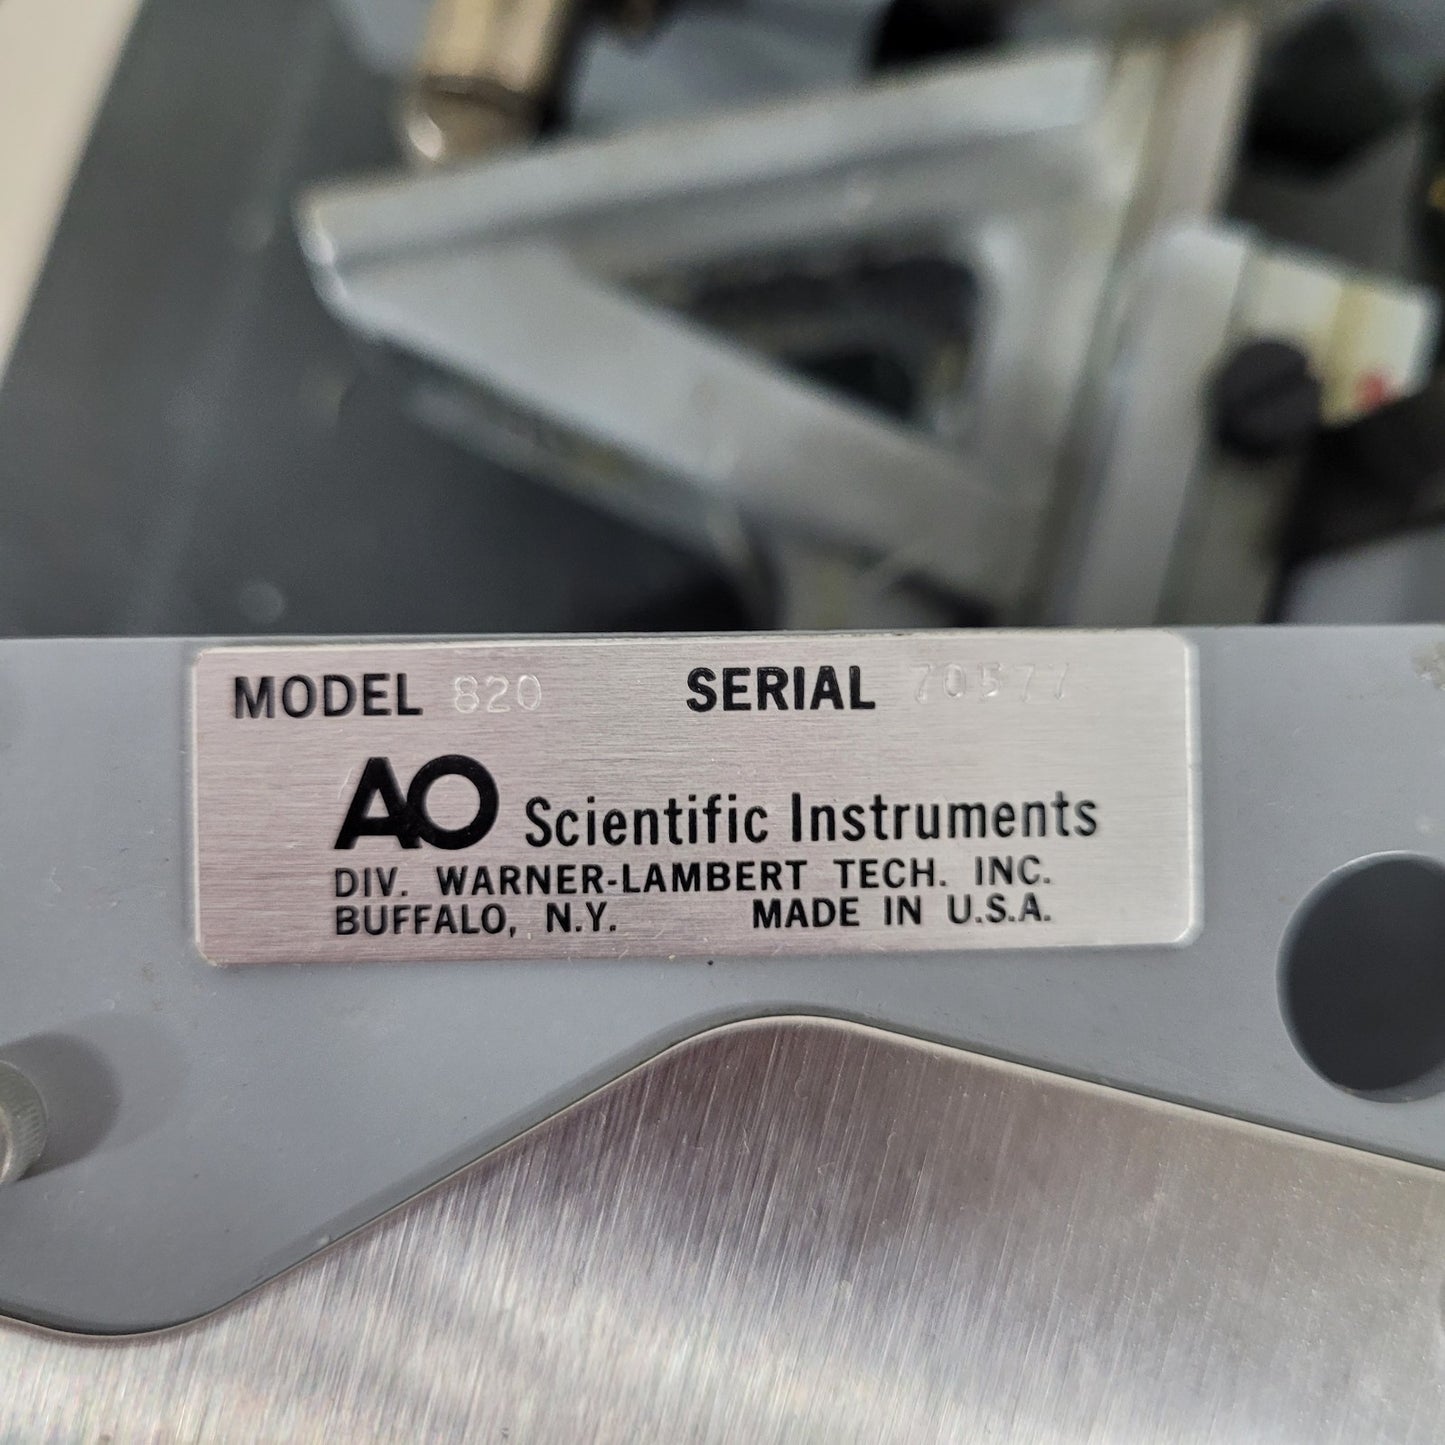 MODEL 820 SERIAL 70577
AO Scientific Instruments
DIV. WARNER-LAMBERT TECH. INC.
BUFFALO, N.Y. MADE IN U.S.A.